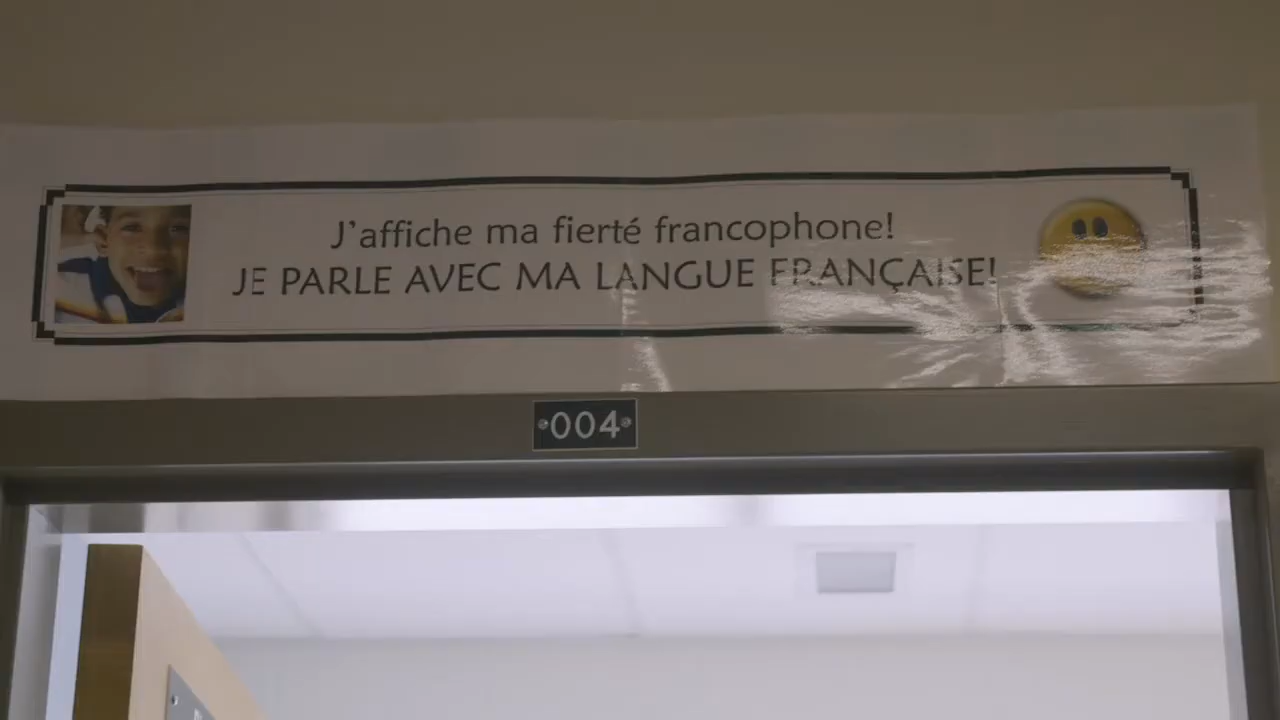 J'affiche ma fierté francophone!
JE PARLE AVEC MA LANGUE FRANÇAISE!
004